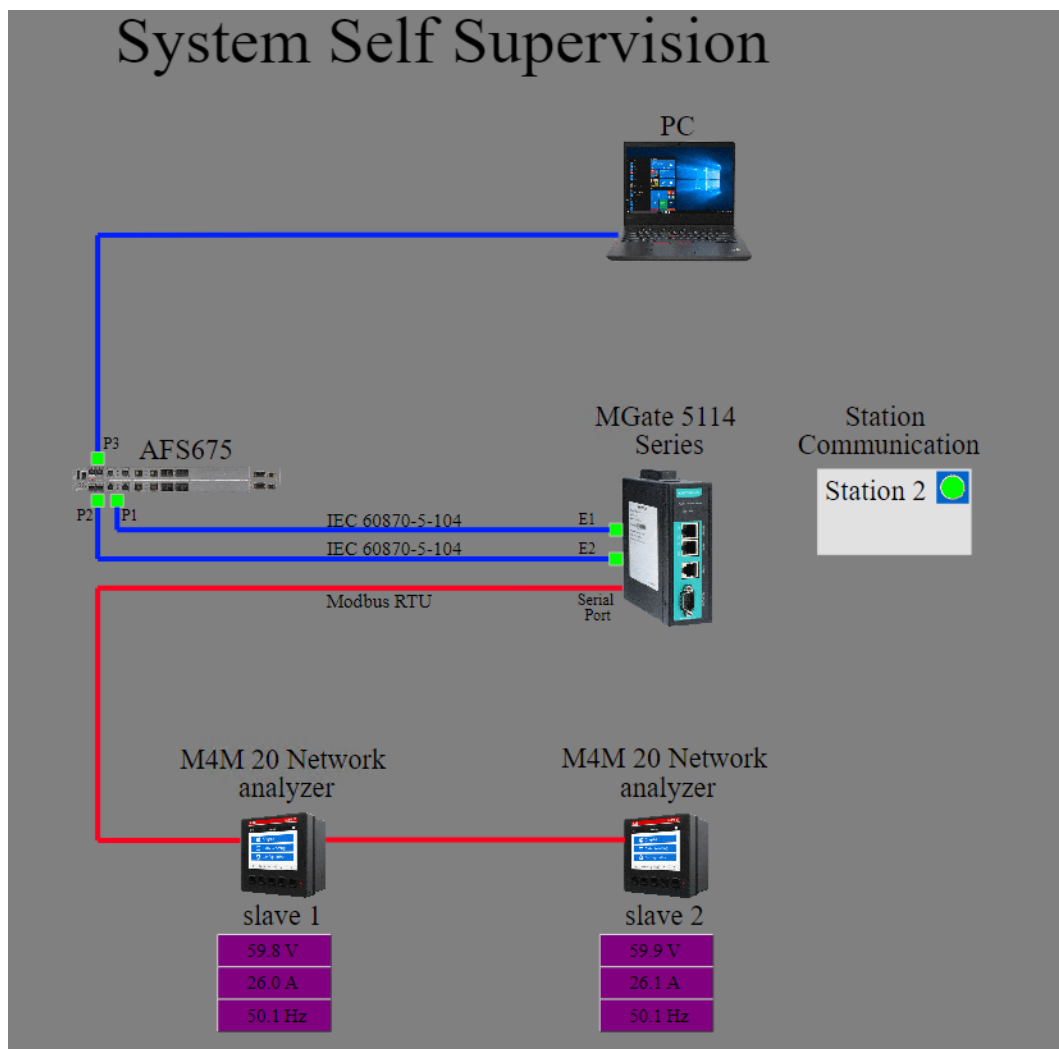 System Self Supervision
PC
MGate 5114
Series
Station
Communication
P3
AFS675
Station 2
P2
P1
IEC 60870-5-104
E1
IEC 60870-5-104
E2
Modbus RTU
Serial
Port
M4M 20 Network
analyzer
M4M 20 Network
analyzer
slave 1
slave 2
59.8 V
59.9 V
26.0 A
26.1 A
50.1 Hz
50.1 Hz